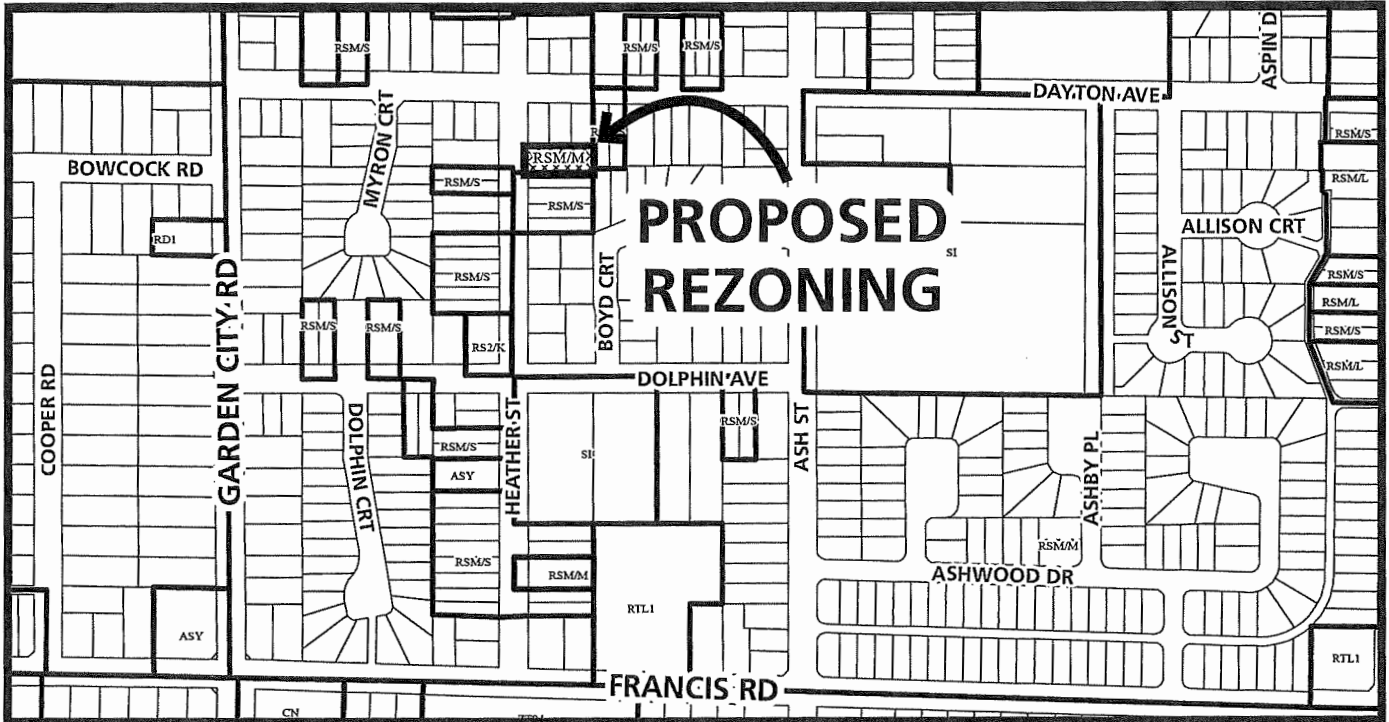 RSM/S
RSM/S
RSM/S
ASPIN D
DAYTON AVE
MYRON CRT
RSM/M
RSM/S
BOWCOCK RD
RSM/S
RSM/L
RSM/S
PROPOSED
REZONING
ALLISON CRT
RD1
SI
GARDEN CITY RD
RSM/S
BOYD CRT
ALLISON ST
RSM/S
RSM/L
RSM/S
RSM/S
RSM/S
RS2/K
RSM/L
COOPER RD
DOLPHIN AVE
DOLPHIN CRT
HEATHER ST
RSM/S
ASH ST
RSM/S
ASY
SI
ASHBY PL
RSM/M
RSM/S
RSM/M
ASHWOOD DR
RTL1
ASY
RTL1
FRANCIS RD
CN